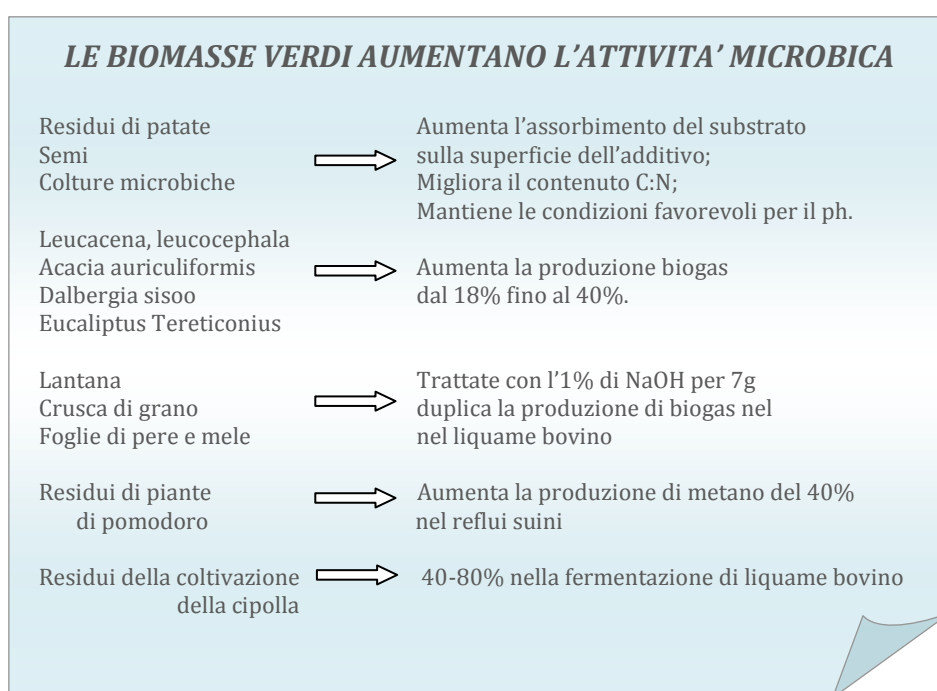 LE BIOMASSE VERDI AUMENTANO L'ATTIVITA' MICROBICA
Residui di patate
Semi
Colture microbiche
Aumenta l'assorbimento del substrato
sulla superficie dell'additivo;
Migliora il contenuto C:N;
Mantiene le condizioni favorevoli per il ph.
Leucacena, leucocephala
Acacia auriculiformis
Dalbergia sisoo
Eucaliptus Tereticonius
Aumenta la produzione biogas
dal 18% fino al 40%.
Lantana
Crusca di grano
Foglie di pere e mele
Trattate con l'1% di NaOH per 7g
duplica la produzione di biogas nel
nel liquame bovino
Residui di piante
di pomodoro
Aumenta la produzione di metano del 40%
nel reflui suini
Residui della coltivazione
della cipolla
40-80% nella fermentazione di liquame bovino